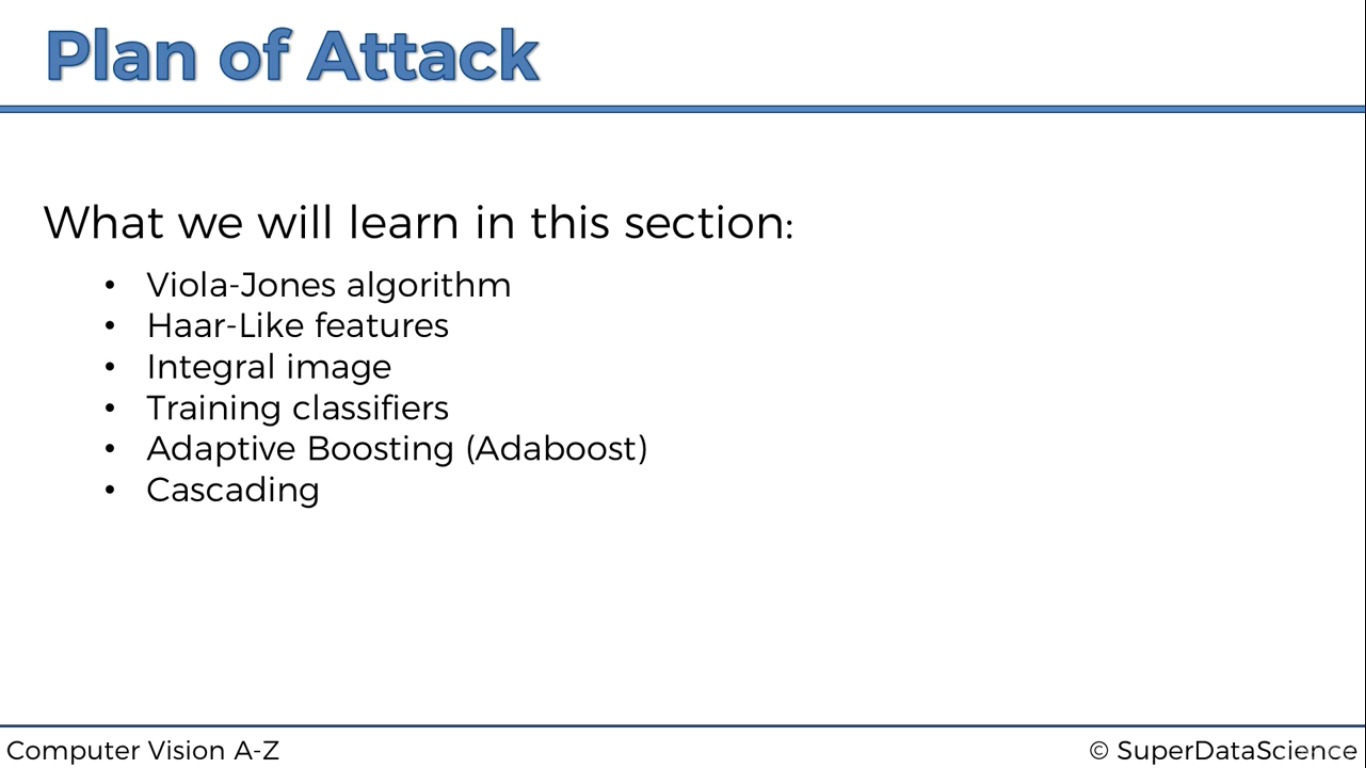 Plan of Attack
What we will learn in this section:
• Viola-Jones algorithm
• Haar-Like features
• Integral image
• Training classifiers
• Adaptive Boosting (Adaboost)
• Cascading
Computer Vision A-Z
© SuperDataScience